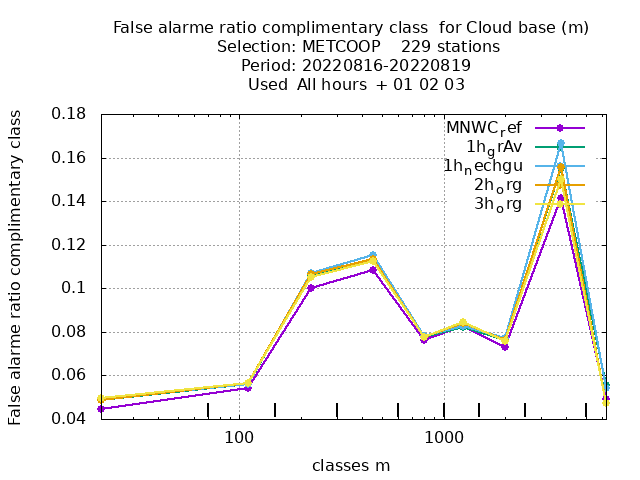 False alarme ratio complimentary class  for Cloud base (m)
Selection: METCOOP    229 stations
Period: 20220816-20220819
Used  All hours  + 01 02 03
False alarme ratio complimentary class
0.18
0.16
0.14
0.12
0.1
0.08
0.06
0.04
MNWC_ref
1h_grAv
1h_nechgu
2h_org
3h_org
100
1000
classes m